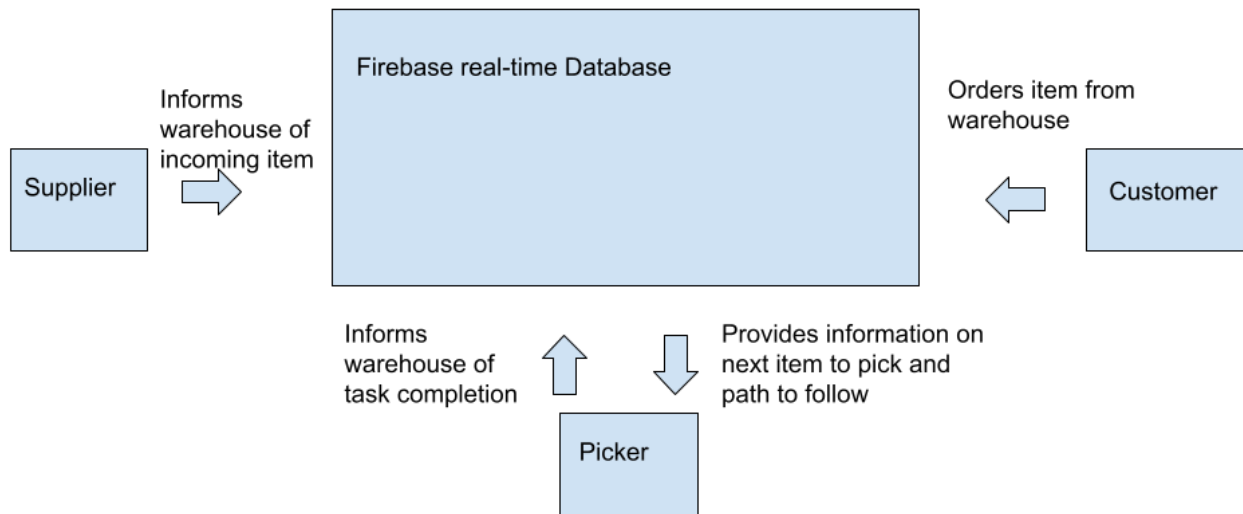 Firebase real-time Database
Informs
warehouse of
incoming item
Supplier
Orders item from
warehouse
Customer
Informs
warehouse of
task completion
Provides information on
next item to pick and
path to follow
Picker